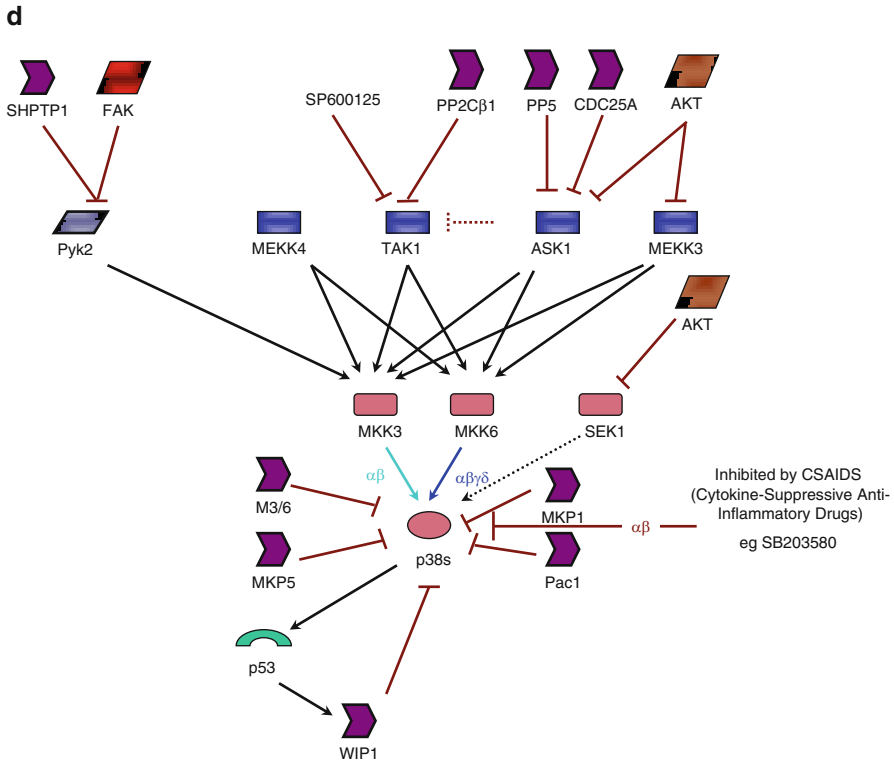 d
SHPTP1
FAK
SP600125
PP2Cβ1
PP5
CDC25A
AKT
Pyk2
MEKK4
TAK1
ASK1
MEKK3
AKT
MKK3
MKK6
SEK1
αβ
αβγδ
M3/6
MKP1
Inhibited by CSAIDS
(Cytokine-Suppressive Anti-
Inflammatory Drugs)
eg SB203580
αβ
MKP5
p38s
Pac1
p53
WIP1